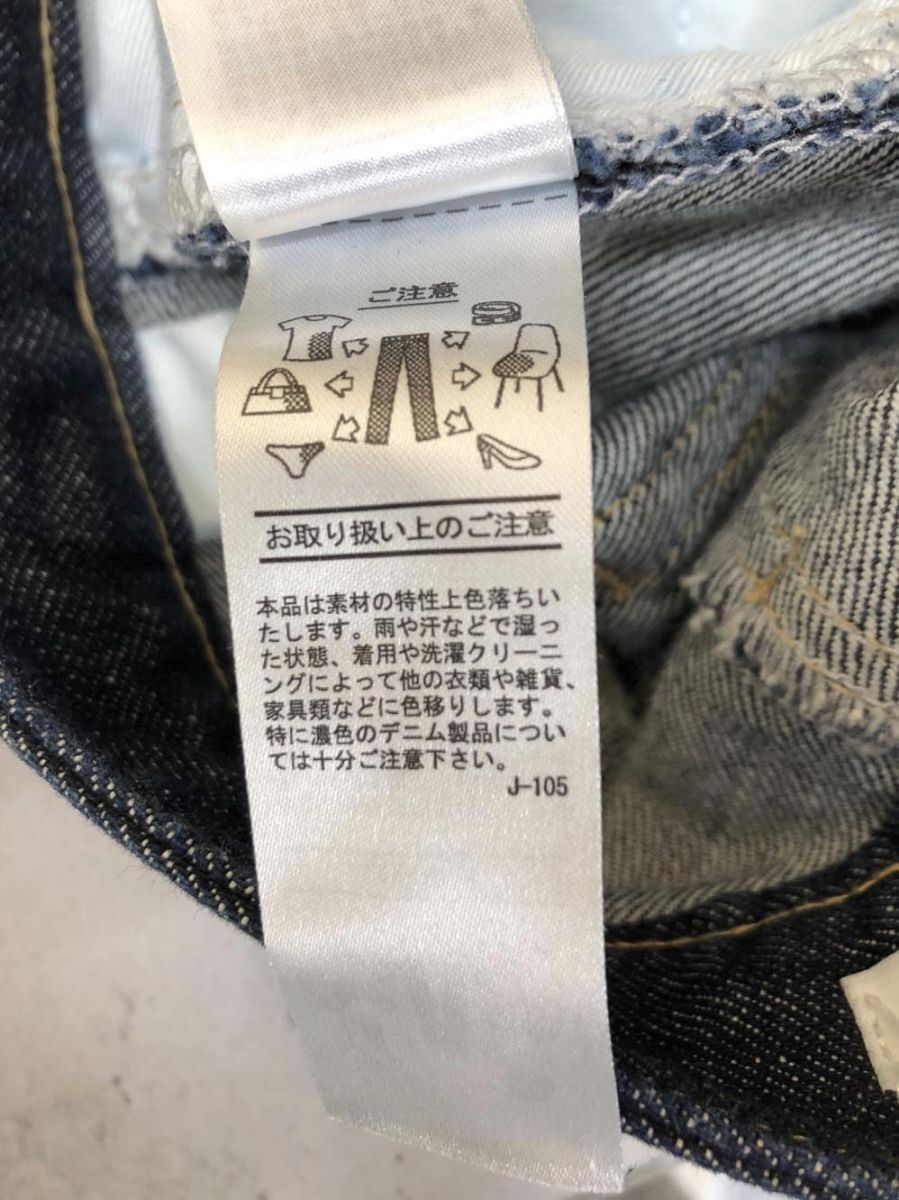 ご注意
お取り扱い上のご注意
本品は素材の特性上色落ちい
たします。雨や汗などで湿っ
た状態、着用や洗濯クリーニ
ングによって他の衣類や雑貨、
家具類などに色移りします。
特に濃色のデニム製品につい
ては十分ご注意下さい。
J-105